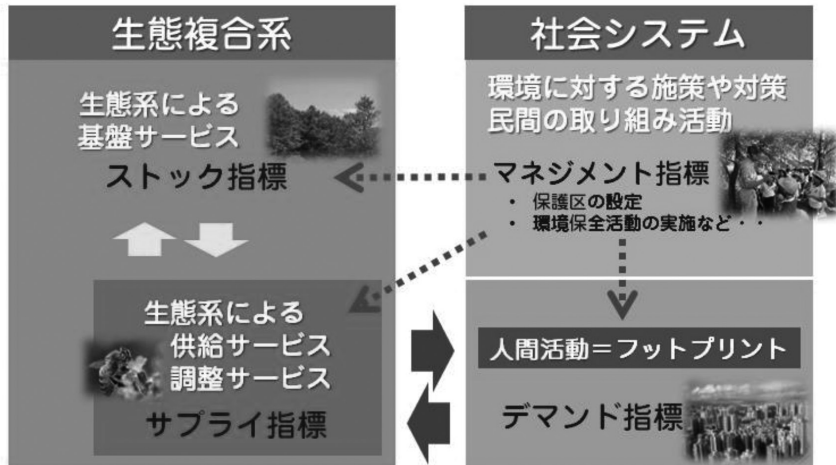 生態複合系
生態系による
基盤サービス
ストック指標
生態系による
供給サービス
調整サービス
サプライ指標
社会システム
環境に対する施策や対策
民間の取り組み活動
マネジメント指標
・ 保護区の設定
・ 環境保全活動の実施など・・
人間活動＝フットプリント
デマンド指標